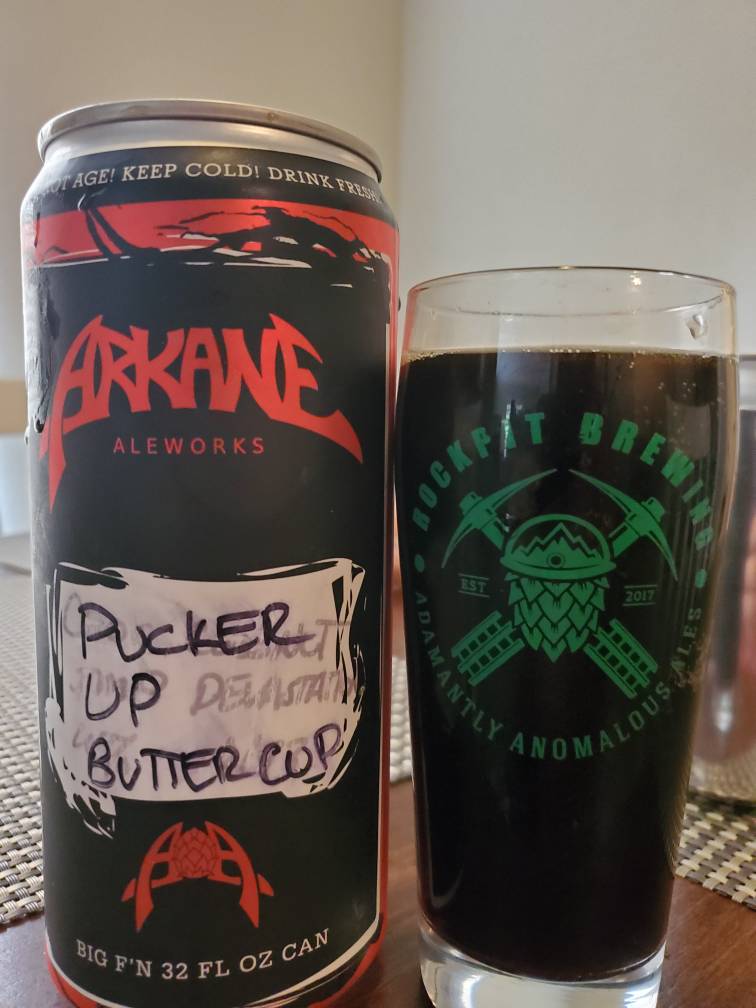 OT AGE! KEEP COLD! DRINK FRESH
ARKANE
ALEWORKS
PUCKER
UP
BUTTERCUP
BIG F'N 32 FL OZ CAN
ROCKPIT BREWING
EST
2017
ADAMANTLY ANOMALOUS ALES